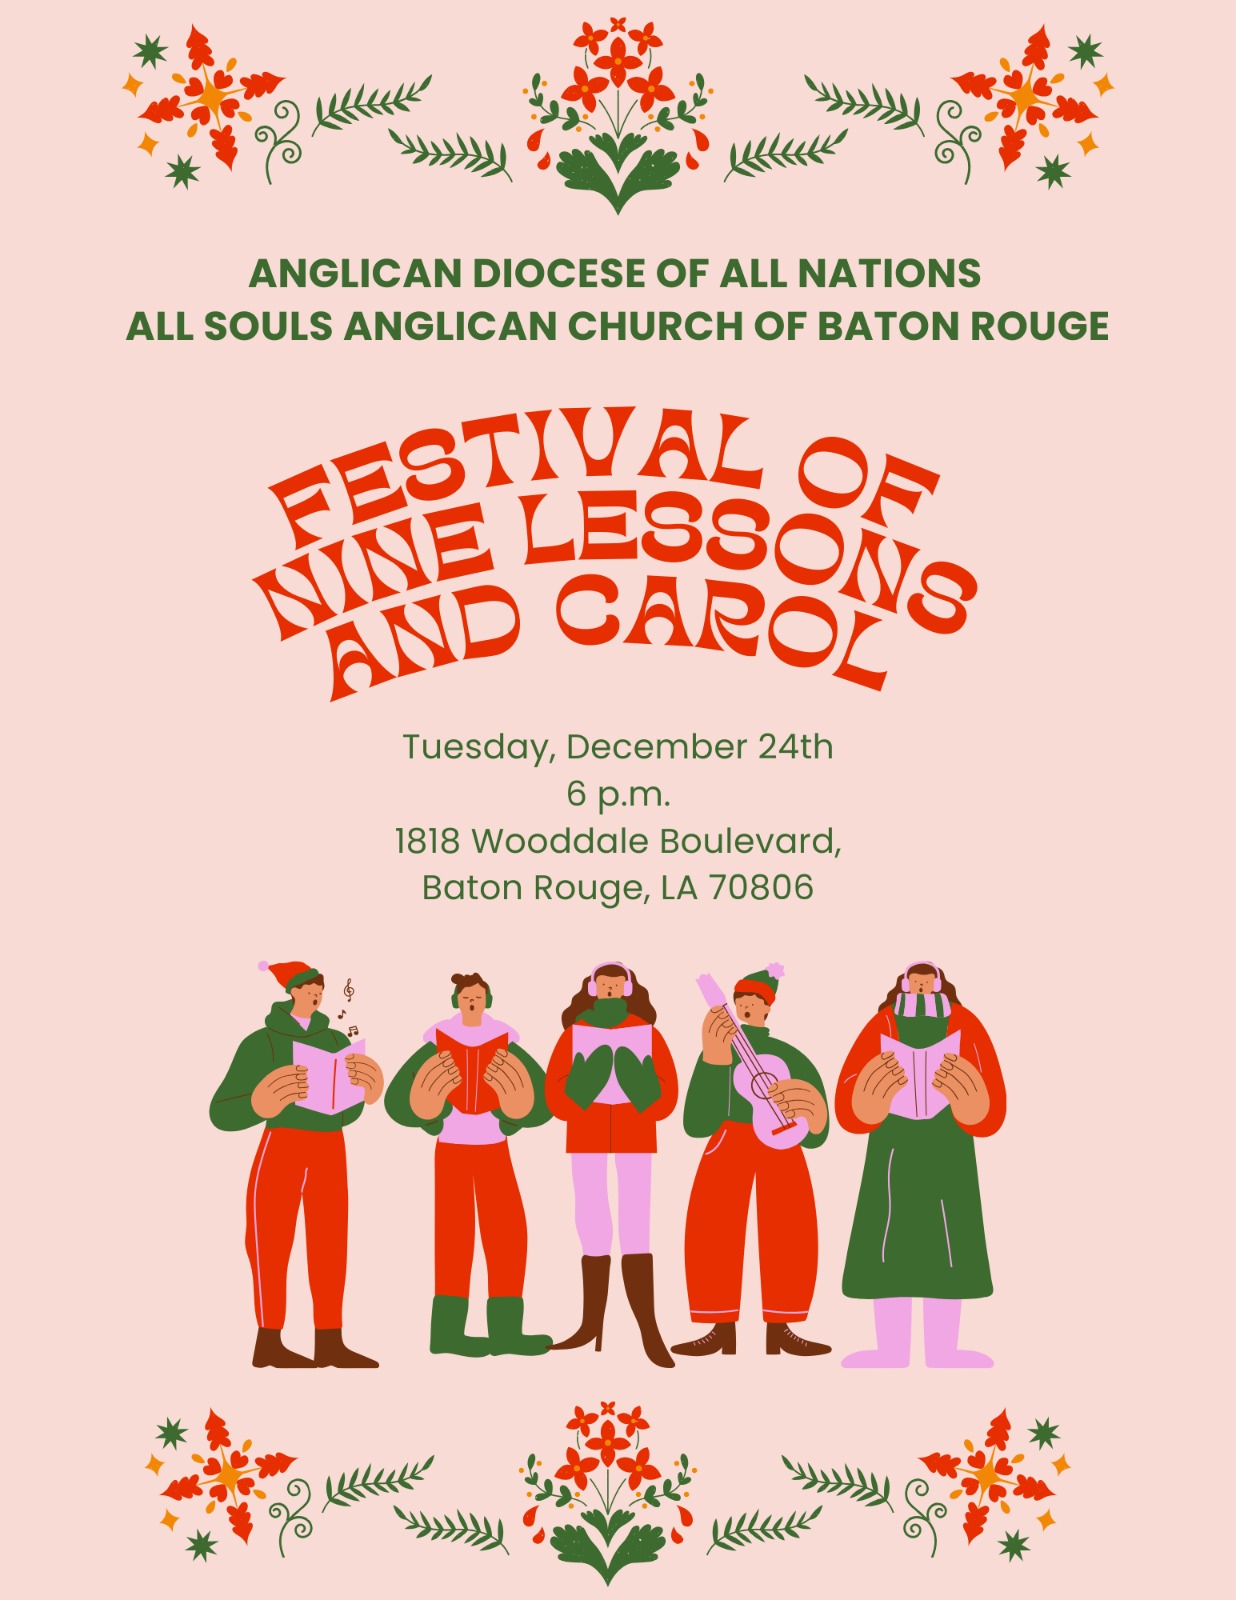 ANGLICAN DIOCESE OF ALL NATIONS
ALL SOULS ANGLICAN CHURCH OF BATON ROUGE
FESTIVAL OF
NINE LESSONS
AND CAROL
Tuesday, December 24th
6 p.m.
1818 Wooddale Boulevard,
Baton Rouge, LA 70806